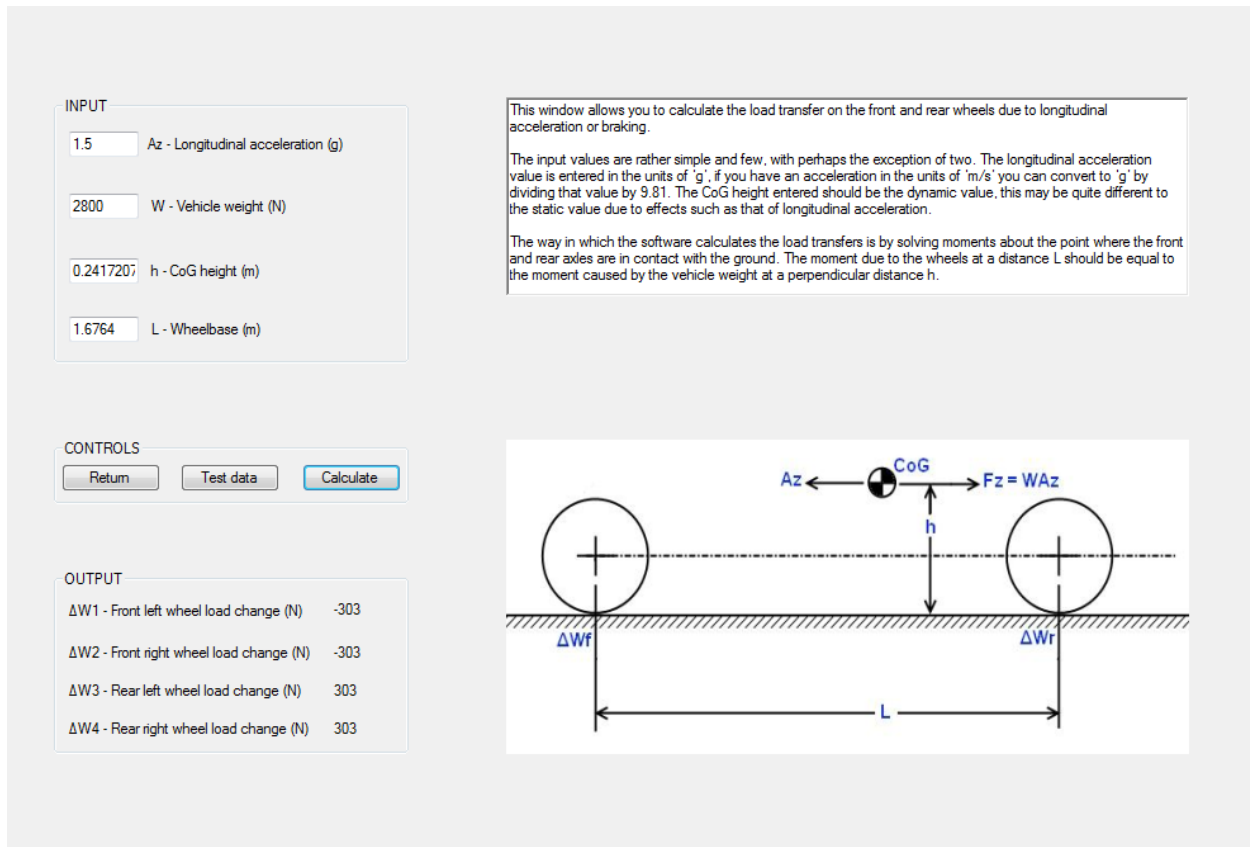 INPUT
1.5 Az - Longitudinal acceleration (g)
2800 W - Vehicle weight (N)
0.2417207 h - CoG height (m)
1.6764 L - Wheelbase (m)
This window allows you to calculate the load transfer on the front and rear wheels due to longitudinal
acceleration or braking.
The input values are rather simple and few, with perhaps the exception of two. The longitudinal acceleration
value is entered in the units of 'g', if you have an acceleration in the units of 'm/s' you can convert to 'g' by
dividing that value by 9.81. The CoG height entered should be the dynamic value, this may be quite different to
the static value due to effects such as that of longitudinal acceleration.
The way in which the software calculates the load transfers is by solving moments about the point where the front
and rear axles are in contact with the ground. The moment due to the wheels at a distance L should be equal to
the moment caused by the vehicle weight at a perpendicular distance h.
CONTROLS
Return Test data Calculate
OUTPUT
ΔW1 - Front left wheel load change (N) -303
ΔW2 - Front right wheel load change (N) -303
ΔW3 - Rear left wheel load change (N) 303
ΔW4 - Rear right wheel load change (N) 303
CoG
Az Fz = WAz
h
ΔWf ΔWr
L